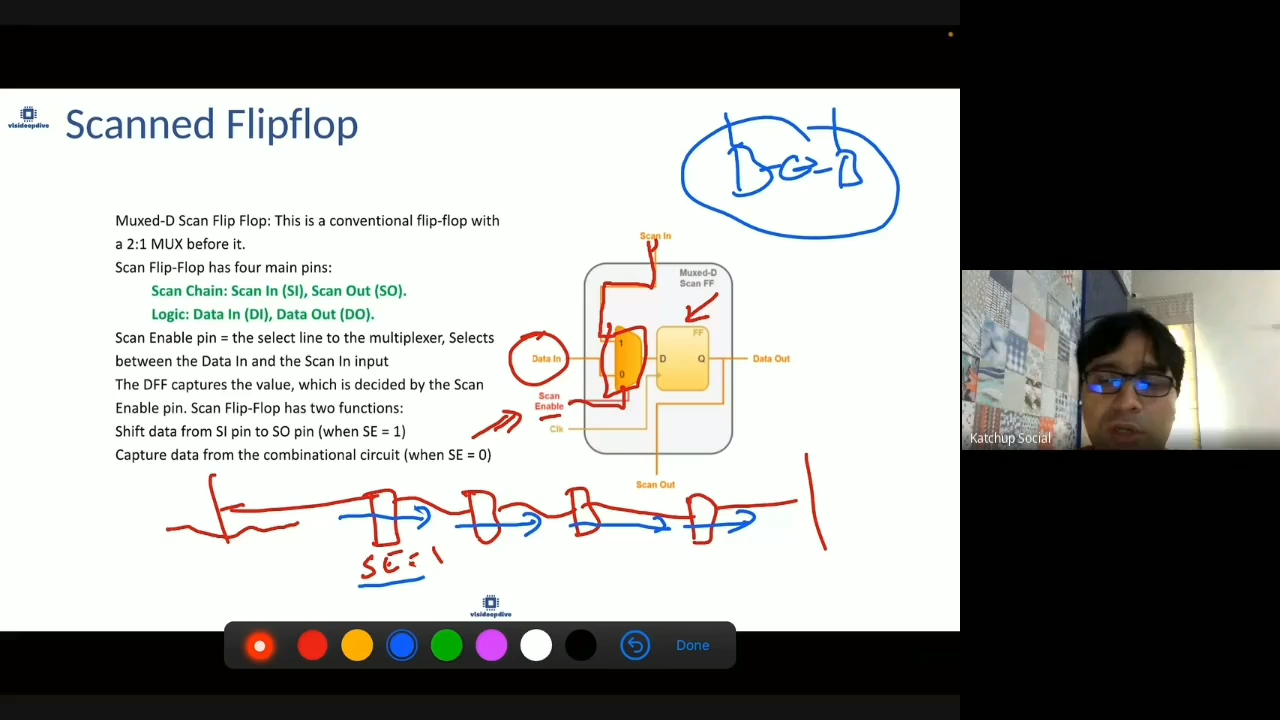 vlsideepdive
Scanned Flipflop
Muxed-D Scan Flip Flop: This is a conventional flip-flop with
a 2:1 MUX before it.
Scan Flip-Flop has four main pins:
Scan Chain: Scan In (SI), Scan Out (SO).
Logic: Data In (DI), Data Out (DO).
Scan Enable pin = the select line to the multiplexer, Selects
between the Data In and the Scan In input
The DFF captures the value, which is decided by the Scan
Enable pin. Scan Flip-Flop has two functions:
Shift data from SI pin to SO pin (when SE = 1)
Capture data from the combinational circuit (when SE = 0)
Scan In
Muxed-D
Scan FF
FF
1
Data In
D
Q
Data Out
0
Scan
Enable
Clk
Scan Out
SE = 1
vlsideepdive
Done
Katchup Social